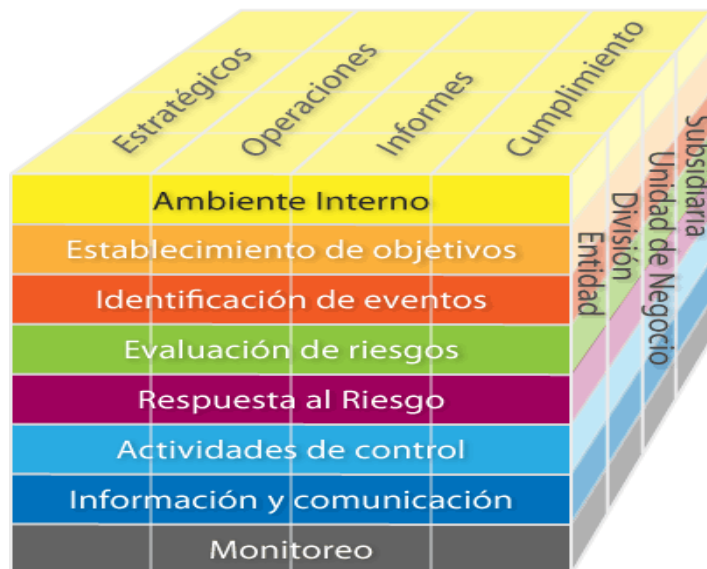 Estratégicos
Operaciones
Informes
Cumplimiento
Ambiente Interno
Establecimiento de objetivos
Identificación de eventos
Evaluación de riesgos
Respuesta al Riesgo
Actividades de control
Información y comunicación
Monitoreo
Entidad
División
Unidad de Negocio
Subsidiaria